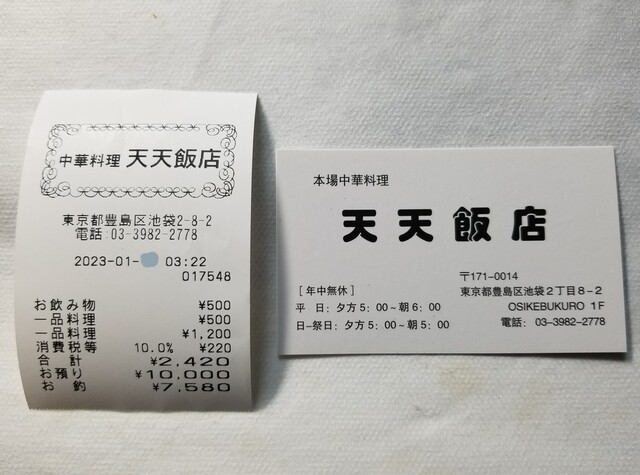 中華料理 天天飯店
東京都豊島区池袋2-8-2
電話:03-3982-2778
2023-01- 03:22
017548
お飲み物 ¥500
一品料理 ¥500
一品料理 ¥1,200
消費税等 10.0% ¥220
合計 ¥2,420
お預り ¥10,000
お釣 ¥7,580
本場中華料理
天天飯店
〒171-0014
[年中無休] 東京都豊島区池袋2丁目8-2
平 日: 夕方5:00~朝6:00 OSIKEBUKURO 1F
日-祭日: 夕方5:00~朝5:00 電話: 03-3982-2778